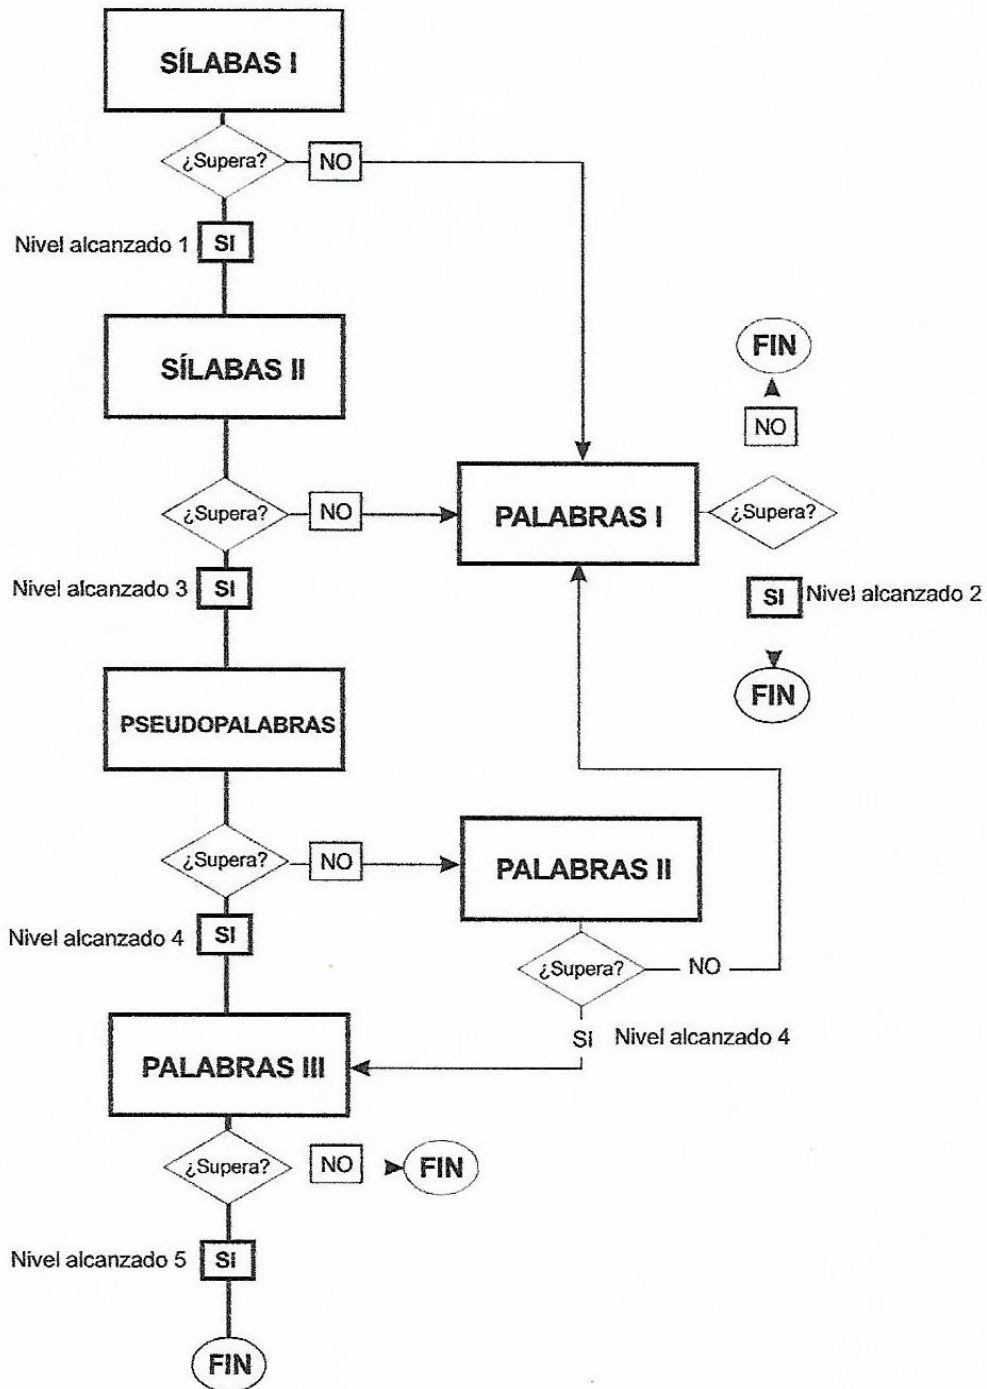 SÍLABAS I
¿Supera?
NO
Nivel alcanzado 1
SI
SÍLABAS II
FIN
NO
¿Supera?
NO
PALABRAS I
¿Supera?
Nivel alcanzado 3
SI
SI
Nivel alcanzado 2
FIN
PSEUDOPALABRAS
¿Supera?
NO
PALABRAS II
Nivel alcanzado 4
SI
¿Supera?
NO
SI
Nivel alcanzado 4
PALABRAS III
¿Supera?
NO
FIN
Nivel alcanzado 5
SI
FIN